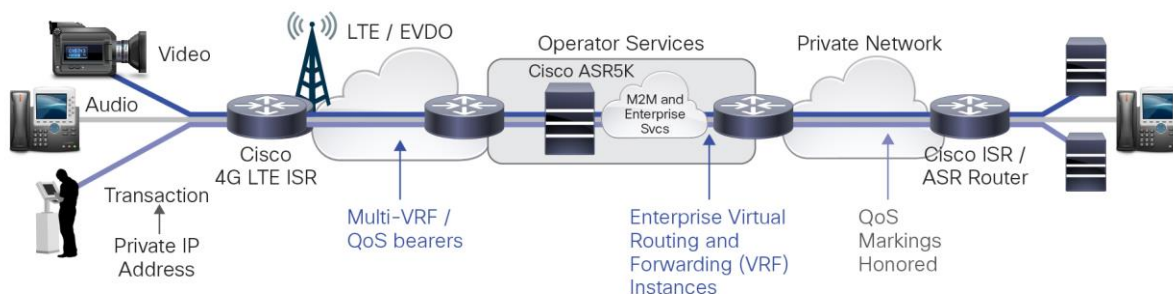 Video
Audio
Transaction
Private IP
Address
LTE / EVDO
Cisco
4G LTE ISR
Multi-VRF /
QoS bearers
Operator Services
Cisco ASR5K
M2M and
Enterprise
Svcs
Enterprise Virtual
Routing and
Forwarding (VRF)
Instances
Private Network
QoS
Markings
Honored
Cisco ISR /
ASR Router